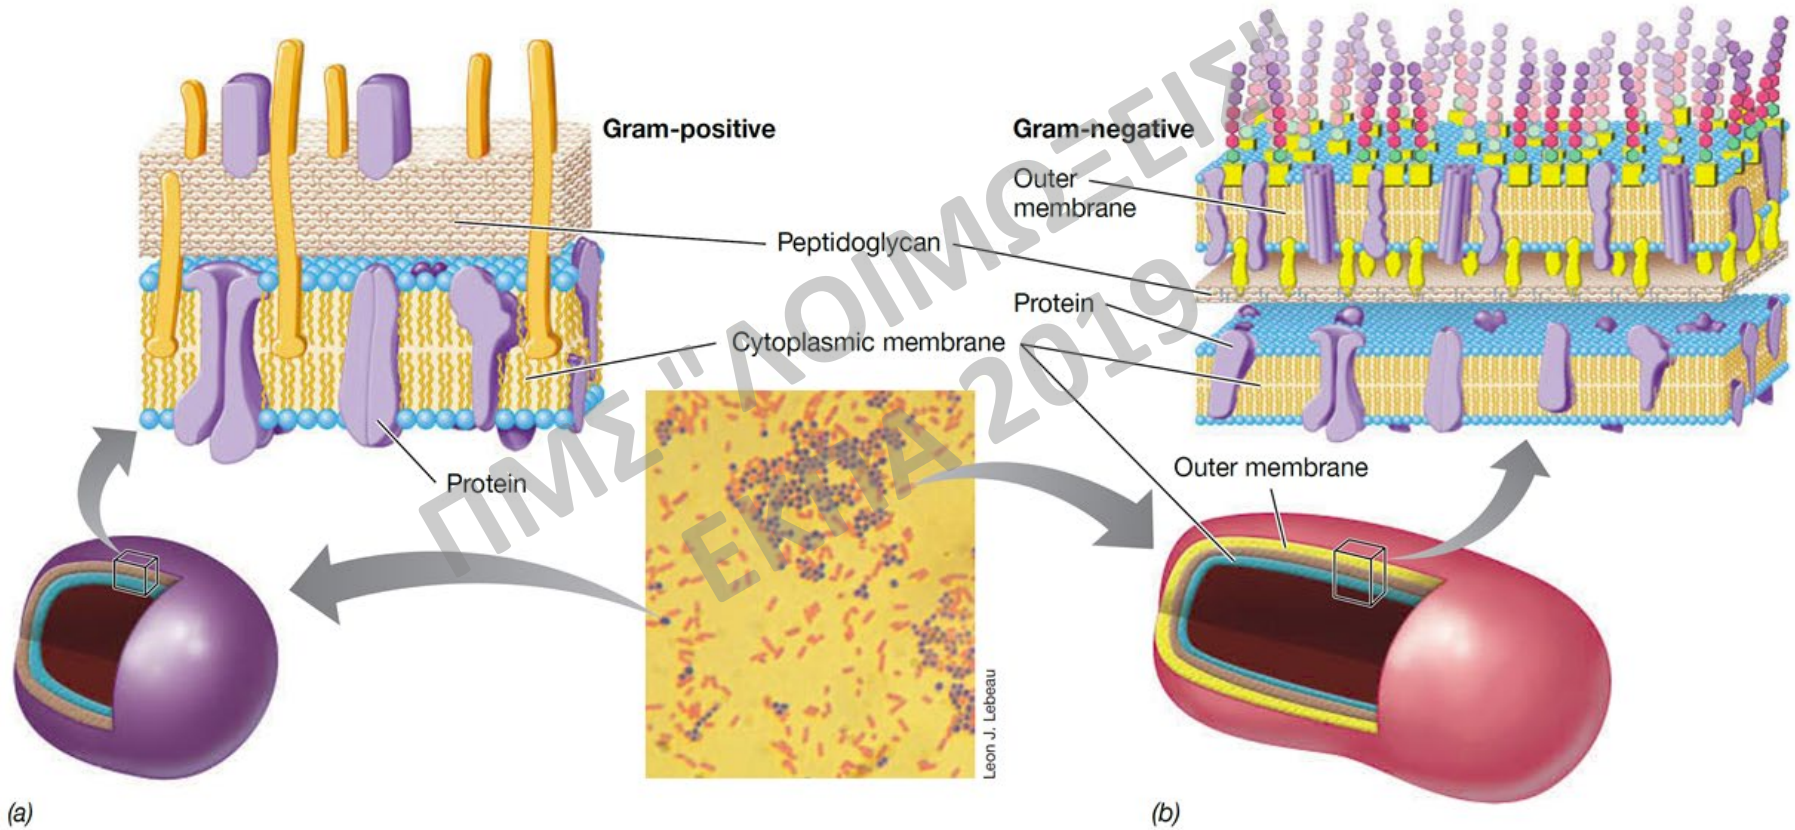 Gram-positive
Gram-negative
Outer
membrane
Peptidoglycan
Protein
Cytoplasmic membrane
Protein
Outer membrane
ΠΜΣ "ΛΟΙΜΩΞΕΙΣ"
ΕΚΠΑ 2019
Leon J. Lebeau
(a)
(b)